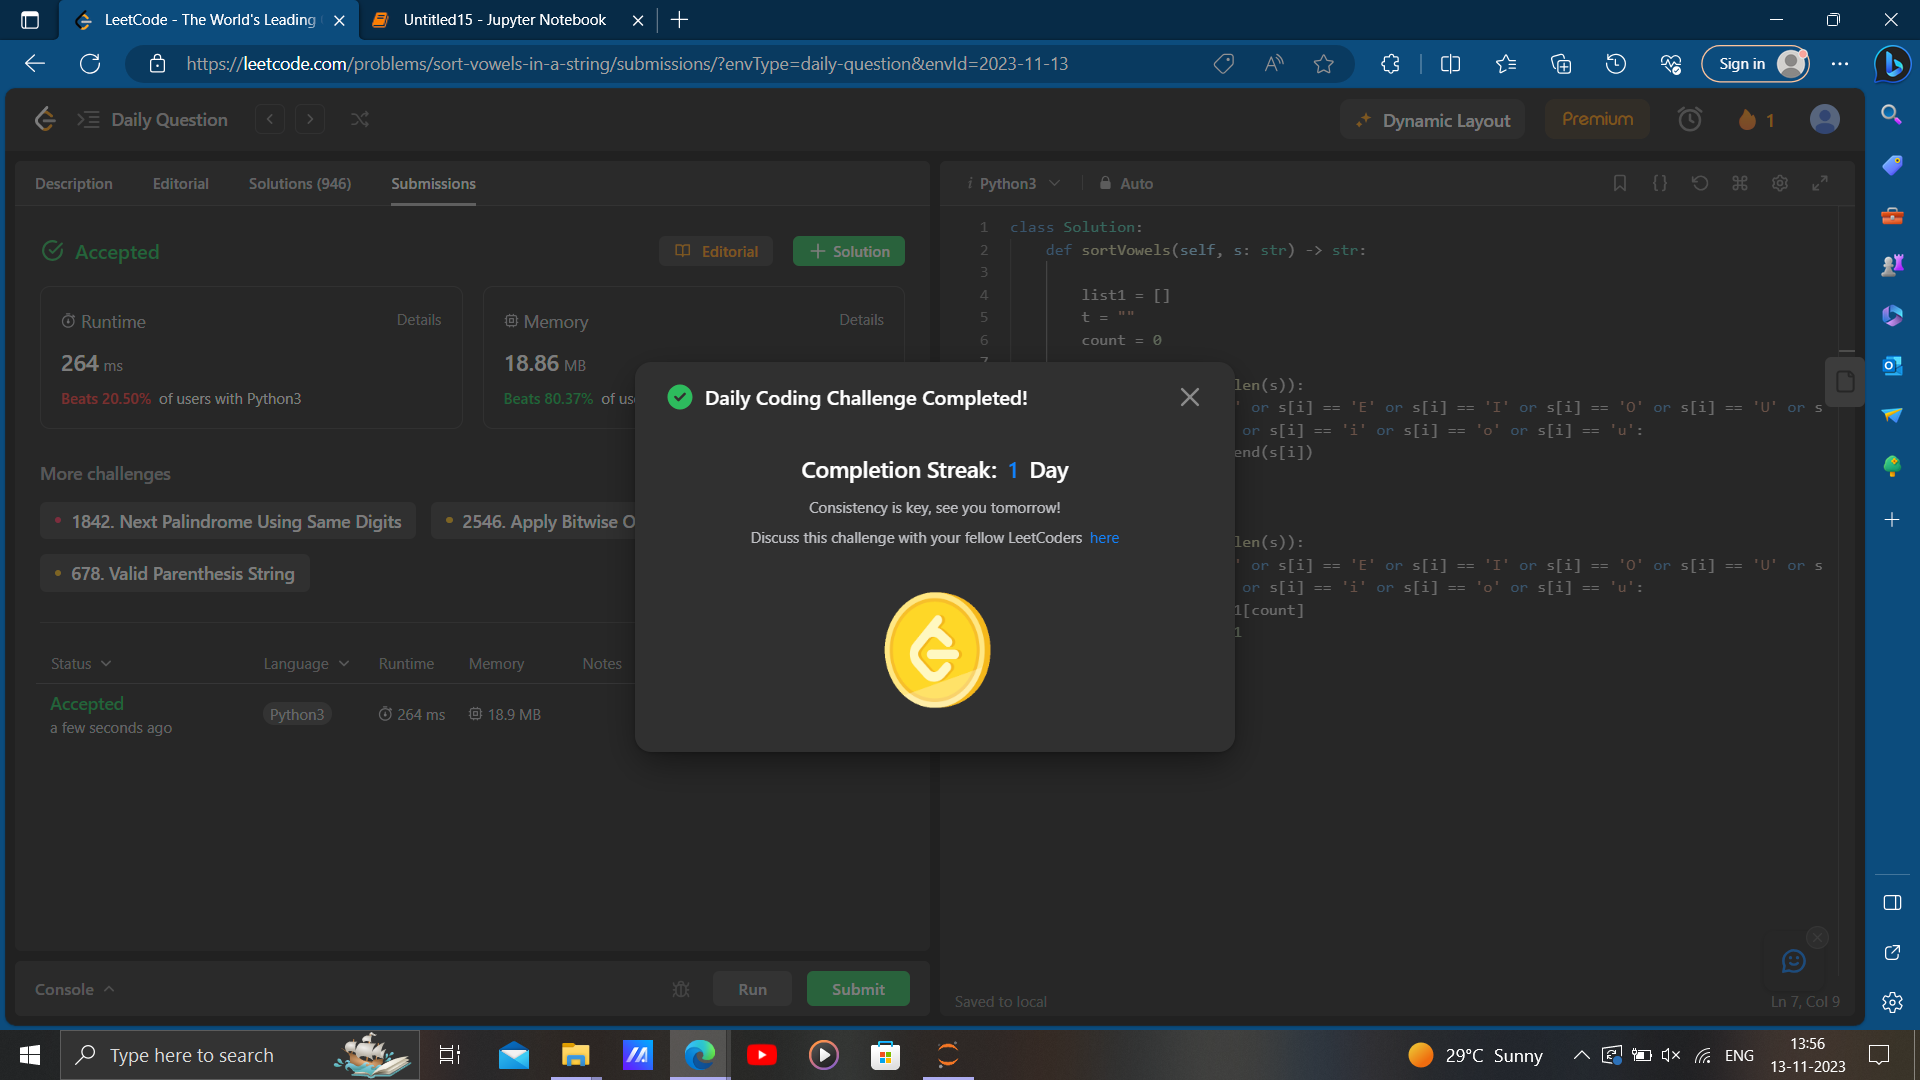 LeetCode - The World's Leading
Untitled15 - Jupyter Notebook
https://leetcode.com/problems/sort-vowels-in-a-string/submissions/?envType=daily-question&envId=2023-11-13
Sign in
Daily Question
Dynamic Layout
Premium
1
Description
Editorial
Solutions (946)
Submissions
Accepted
Editorial
+ Solution
Runtime
Details
264 ms
Beats 20.50% of users with Python3
Memory
Details
18.86 MB
Beats 80.37% of us
More challenges
1842. Next Palindrome Using Same Digits
2546. Apply Bitwise O
678. Valid Parenthesis String
Status
Language
Runtime
Memory
Notes
Accepted
a few seconds ago
Python3
264 ms
18.9 MB
Console
Run
Submit
Daily Coding Challenge Completed!
Completion Streak: 1 Day
Consistency is key, see you tomorrow!
Discuss this challenge with your fellow LeetCoders here
i Python3
Auto
1 class Solution:
2 def sortVowels(self, s: str) -> str:
3
4 list1 = []
5 t = ""
6 count = 0
7
len(s)):
' or s[i] == 'E' or s[i] == 'I' or s[i] == 'O' or s[i] == 'U' or s
or s[i] == 'i' or s[i] == 'o' or s[i] == 'u':
end(s[i])
len(s)):
' or s[i] == 'E' or s[i] == 'I' or s[i] == 'O' or s[i] == 'U' or s
or s[i] == 'i' or s[i] == 'o' or s[i] == 'u':
1[count]
1
Saved to local
Ln 7, Col 9
Type here to search
29°C Sunny
ENG
13:56
13-11-2023